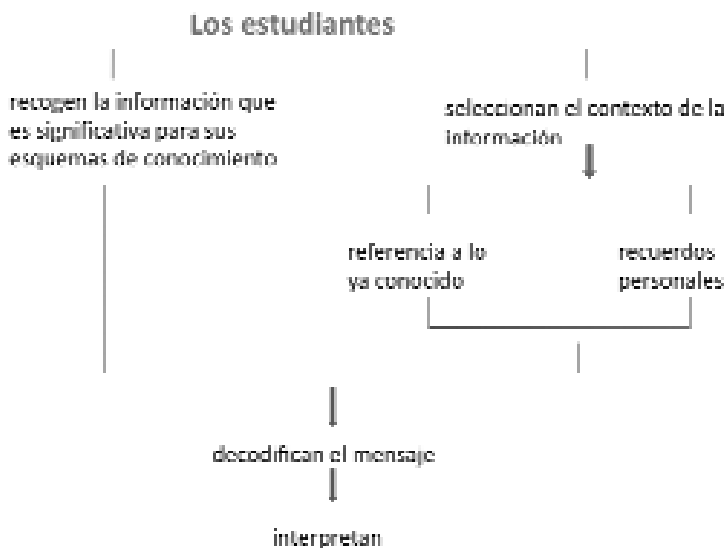 Los estudiantes
recogen la información que
es significativa para sus
esquemas de conocimiento
seleccionan el contexto de la
información
referencia a lo
ya conocido
recuerdos
personales
decodifican el mensaje
interpretan